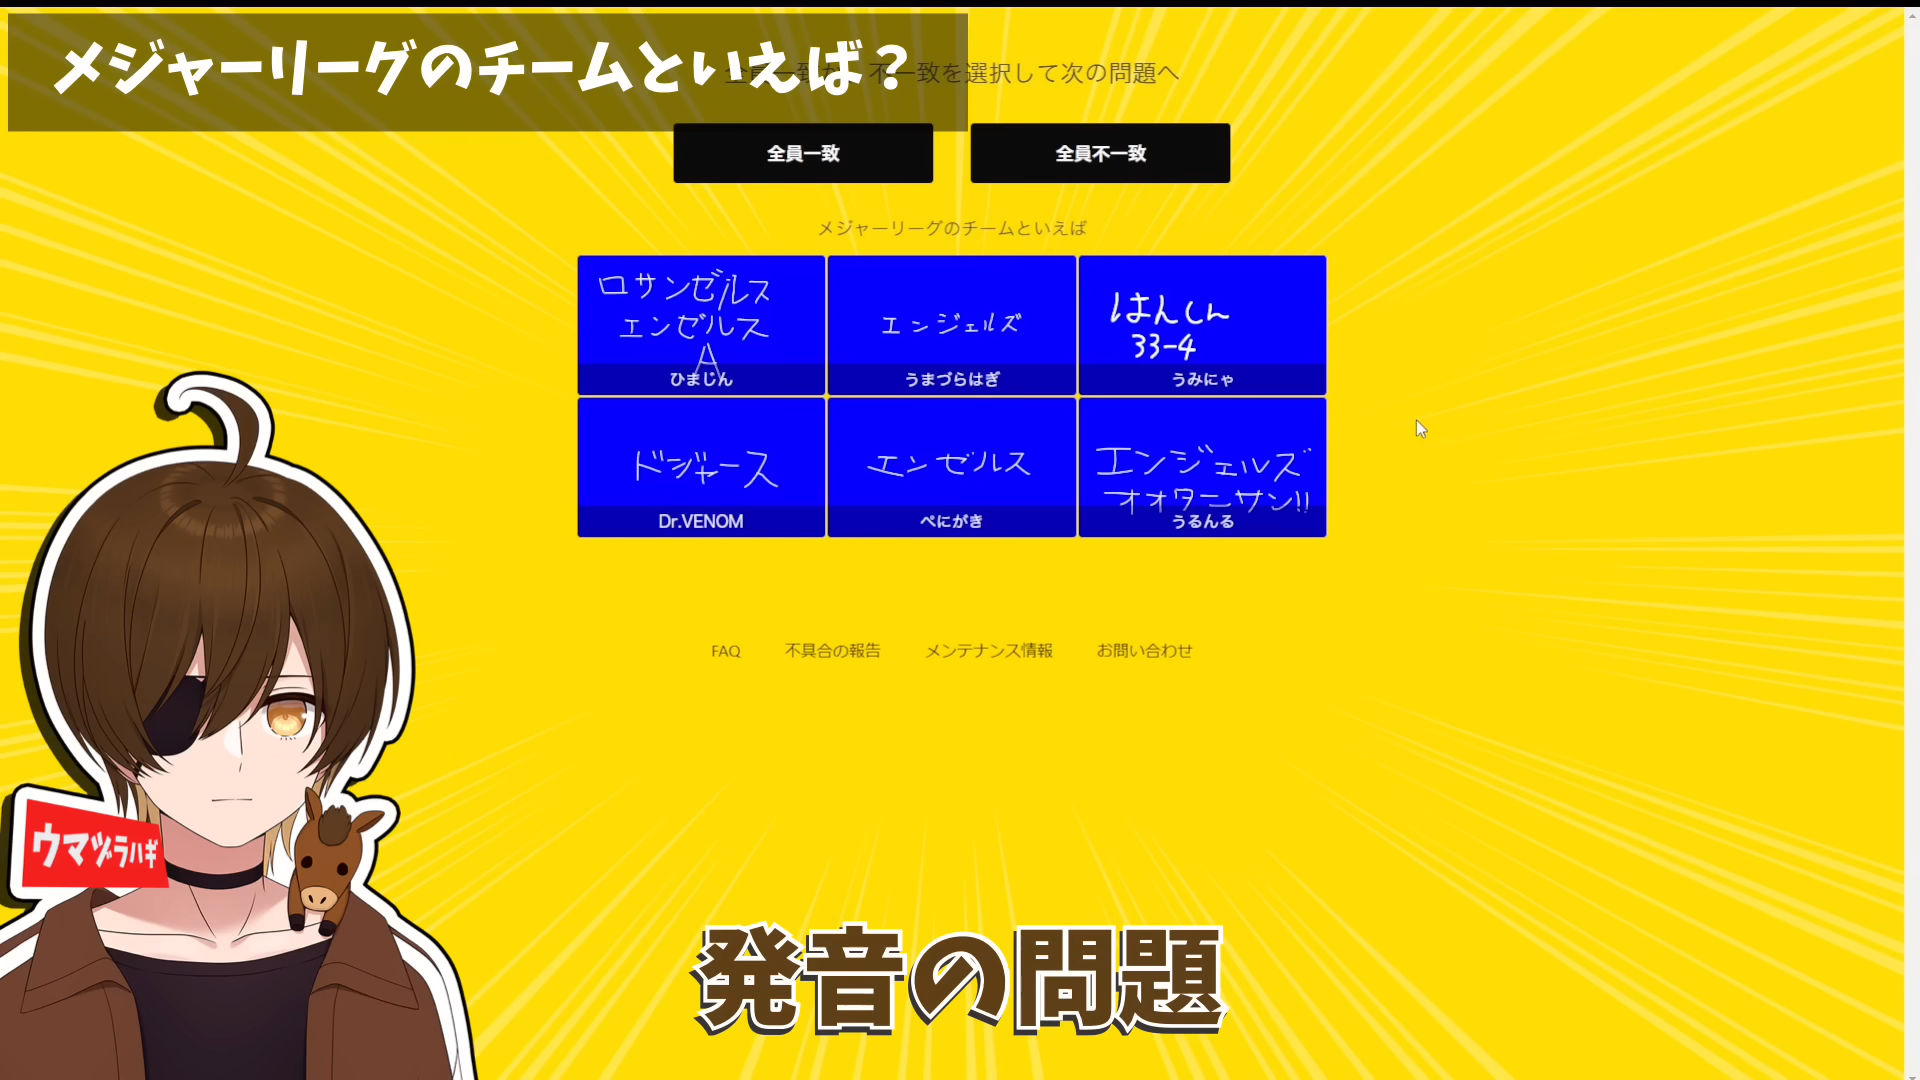 メジャーリーグのチームといえば？
全員一致か、不一致を選択して次の問題へ
全員一致
全員不一致
メジャーリーグのチームといえば
ロサンゼルス
エンゼルス
A
ひまじん
エンジェルズ
うまづらはぎ
はんしん
33-4
うみにゃ
ドジャース
Dr.VENOM
エンゼルス
ぺにがき
エンジェルズ
オオタニサン!!
うるんる
FAQ
不具合の報告
メンテナンス情報
お問い合わせ
ウマヅラハギ
発音の問題